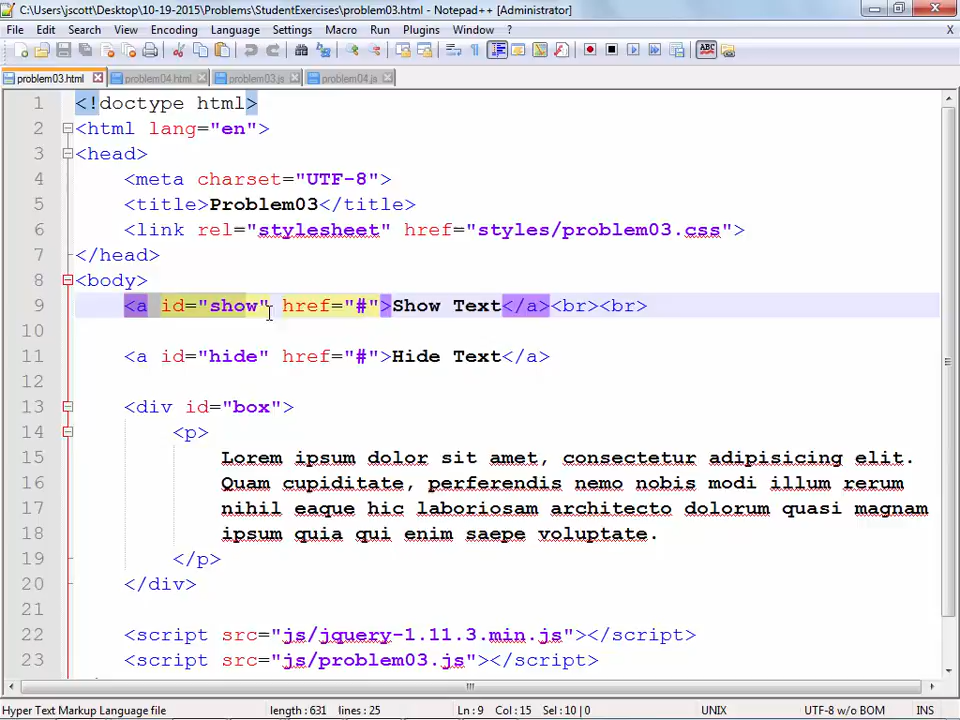 C:\Users\jscott\Desktop\10-19-2015\Problems\StudentExercises\problem03.html - Notepad++ [Administrator]
File Edit Search View Encoding Language Settings Macro Run Plugins Window ? X
problem03.html problem04.html problem03.js problem04.js
1 <!doctype html>
2 <html lang="en">
3 <head>
4 <meta charset="UTF-8">
5 <title>Problem03</title>
6 <link rel="stylesheet" href="styles/problem03.css">
7 </head>
8 <body>
9 <a id="show" href="#">Show Text</a><br><br>
10
11 <a id="hide" href="#">Hide Text</a>
12
13 <div id="box">
14 <p>
15 Lorem ipsum dolor sit amet, consectetur adipisicing elit.
16 Quam cupiditate, perferendis nemo nobis modi illum rerum
17 nihil eaque hic laboriosam architecto dolorum quasi magnam
18 ipsum quia qui enim saepe voluptate.
19 </p>
20 </div>
21
22 <script src="js/jquery-1.11.3.min.js"></script>
23 <script src="js/problem03.js"></script>
Hyper Text Markup Language file length : 631 lines : 25 Ln : 9 Col : 15 Sel : 10 | 0 UNIX UTF-8 w/o BOM INS